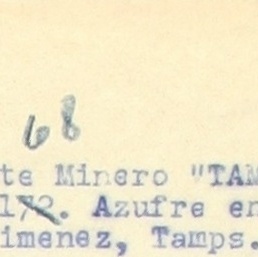 68
te Minero "TAM
172. Azufre en
imenez, Tamps.